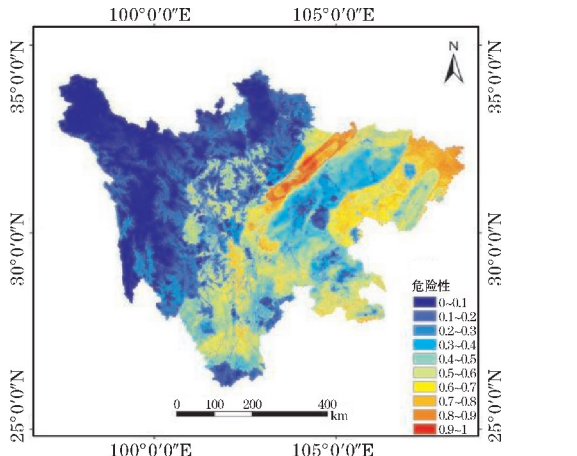 100°0′0″E 105°0′0″E
N
35°0′0″N 35°0′0″N
30°0′0″N 30°0′0″N
25°0′0″N 25°0′0″N
危险性
0~0.1
0.1~0.2
0.2~0.3
0.3~0.4
0.4~0.5
0.5~0.6
0.6~0.7
0.7~0.8
0.8~0.9
0.9~1
0 100 200 400
km
100°0′0″E 105°0′0″E